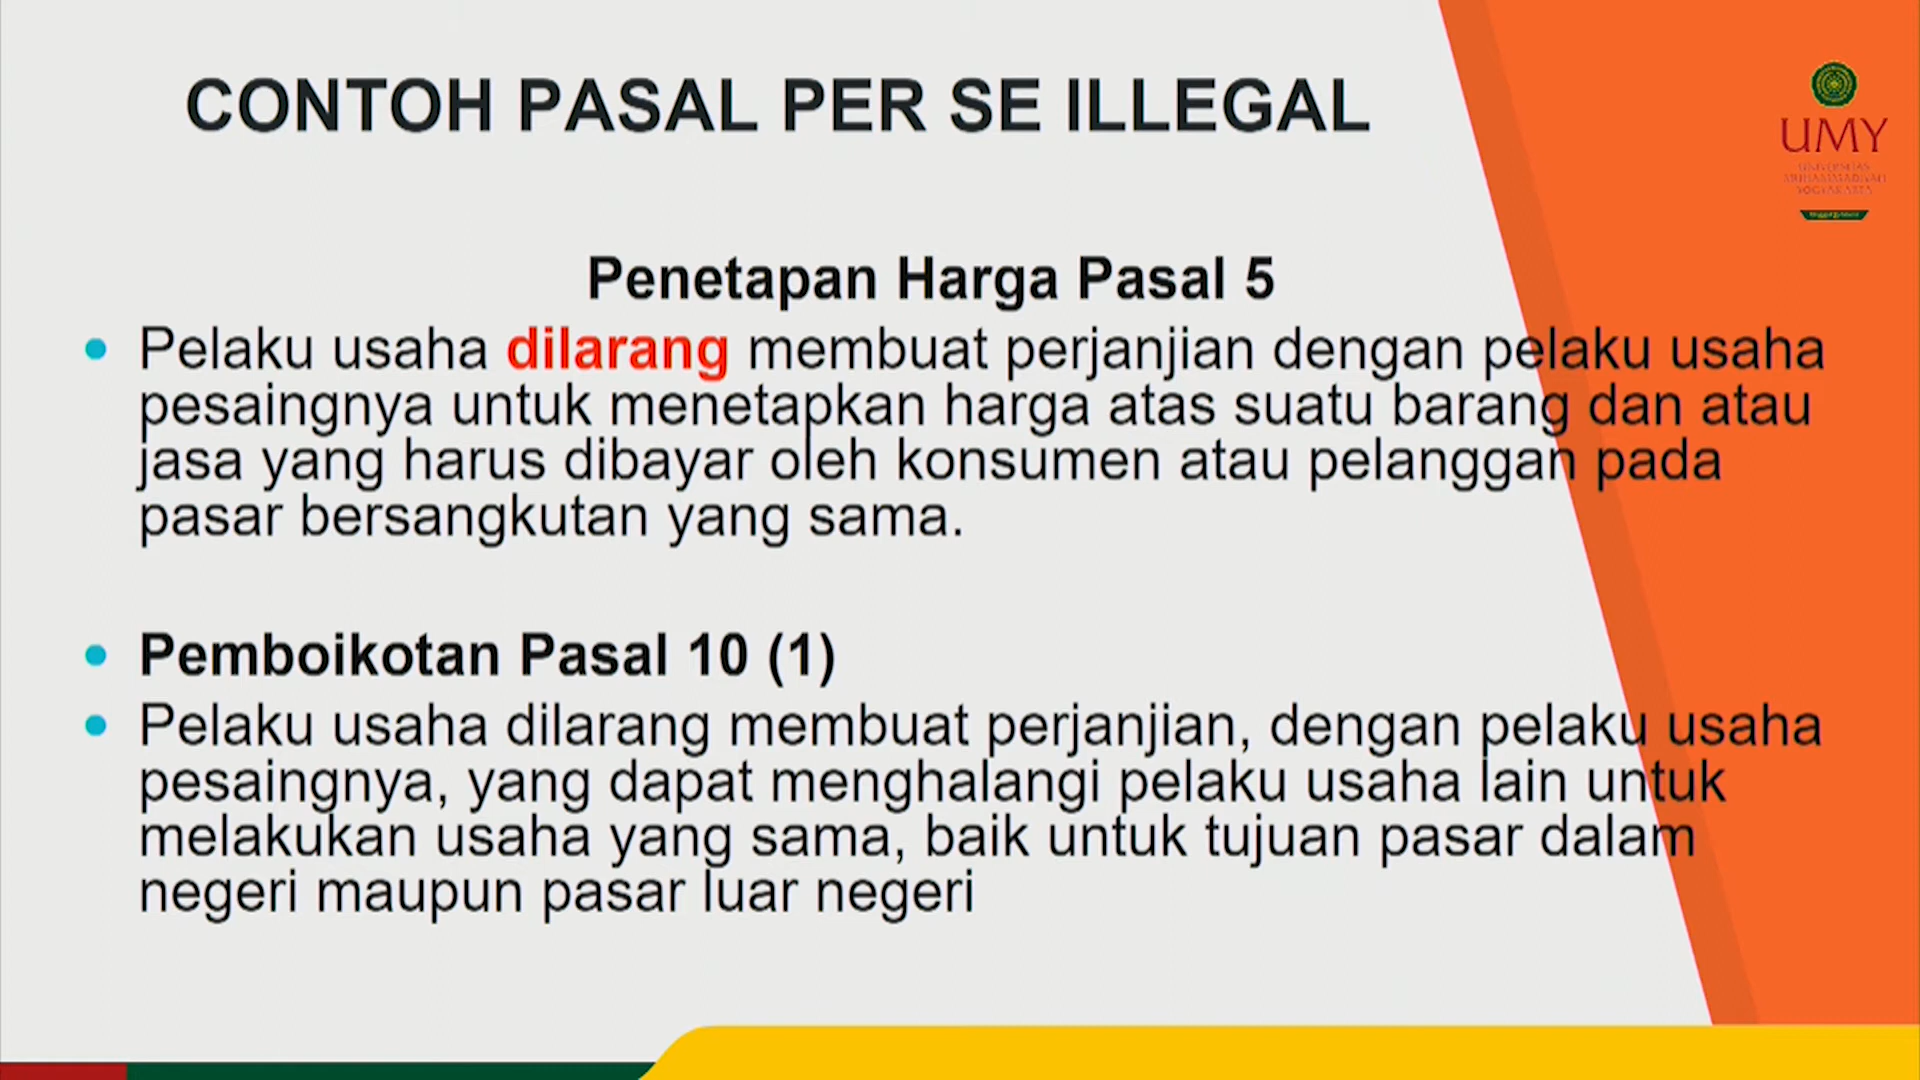 CONTOH PASAL PER SE ILLEGAL
UMY
UNIVERSITAS
MUHAMMADIYAH
YOGYAKARTA
Penetapan Harga Pasal 5
Pelaku usaha dilarang membuat perjanjian dengan pelaku usaha
pesaingnya untuk menetapkan harga atas suatu barang dan atau
jasa yang harus dibayar oleh konsumen atau pelanggan pada
pasar bersangkutan yang sama.
Pemboikotan Pasal 10 (1)
Pelaku usaha dilarang membuat perjanjian, dengan pelaku usaha
pesaingnya, yang dapat menghalangi pelaku usaha lain untuk
melakukan usaha yang sama, baik untuk tujuan pasar dalam
negeri maupun pasar luar negeri